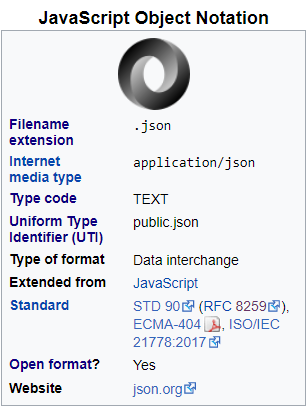 JavaScript Object Notation
Filename extension .json
Internet media type application/json
Type code TEXT
Uniform Type Identifier (UTI) public.json
Type of format Data interchange
Extended from JavaScript
Standard STD 90 (RFC 8259),
ECMA-404, ISO/IEC
21778:2017
Open format? Yes
Website json.org